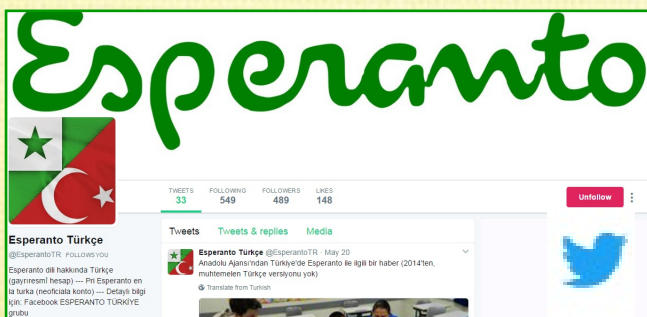 Esperanto
TWEETS FOLLOWING FOLLOWERS LIKES
33 549 489 148
Unfollow
Esperanto Türkçe
@EsperantoTR FOLLOWS YOU
Esperanto dili hakkında Türkçe
(gayrıresmî hesap) --- Pri Esperanto en
la turka (neoficiala konto) --- Detaylı bilgi
için: Facebook ESPERANTO TÜRKİYE
grubu
Tweets Tweets & replies Media
Esperanto Türkçe @EsperantoTR · May 20
Anadolu Ajansı'ndan Türkiye'de Esperanto ile ilgili bir haber (2014'ten,
muhtemelen Türkçe versiyonu yok)
Translate from Turkish